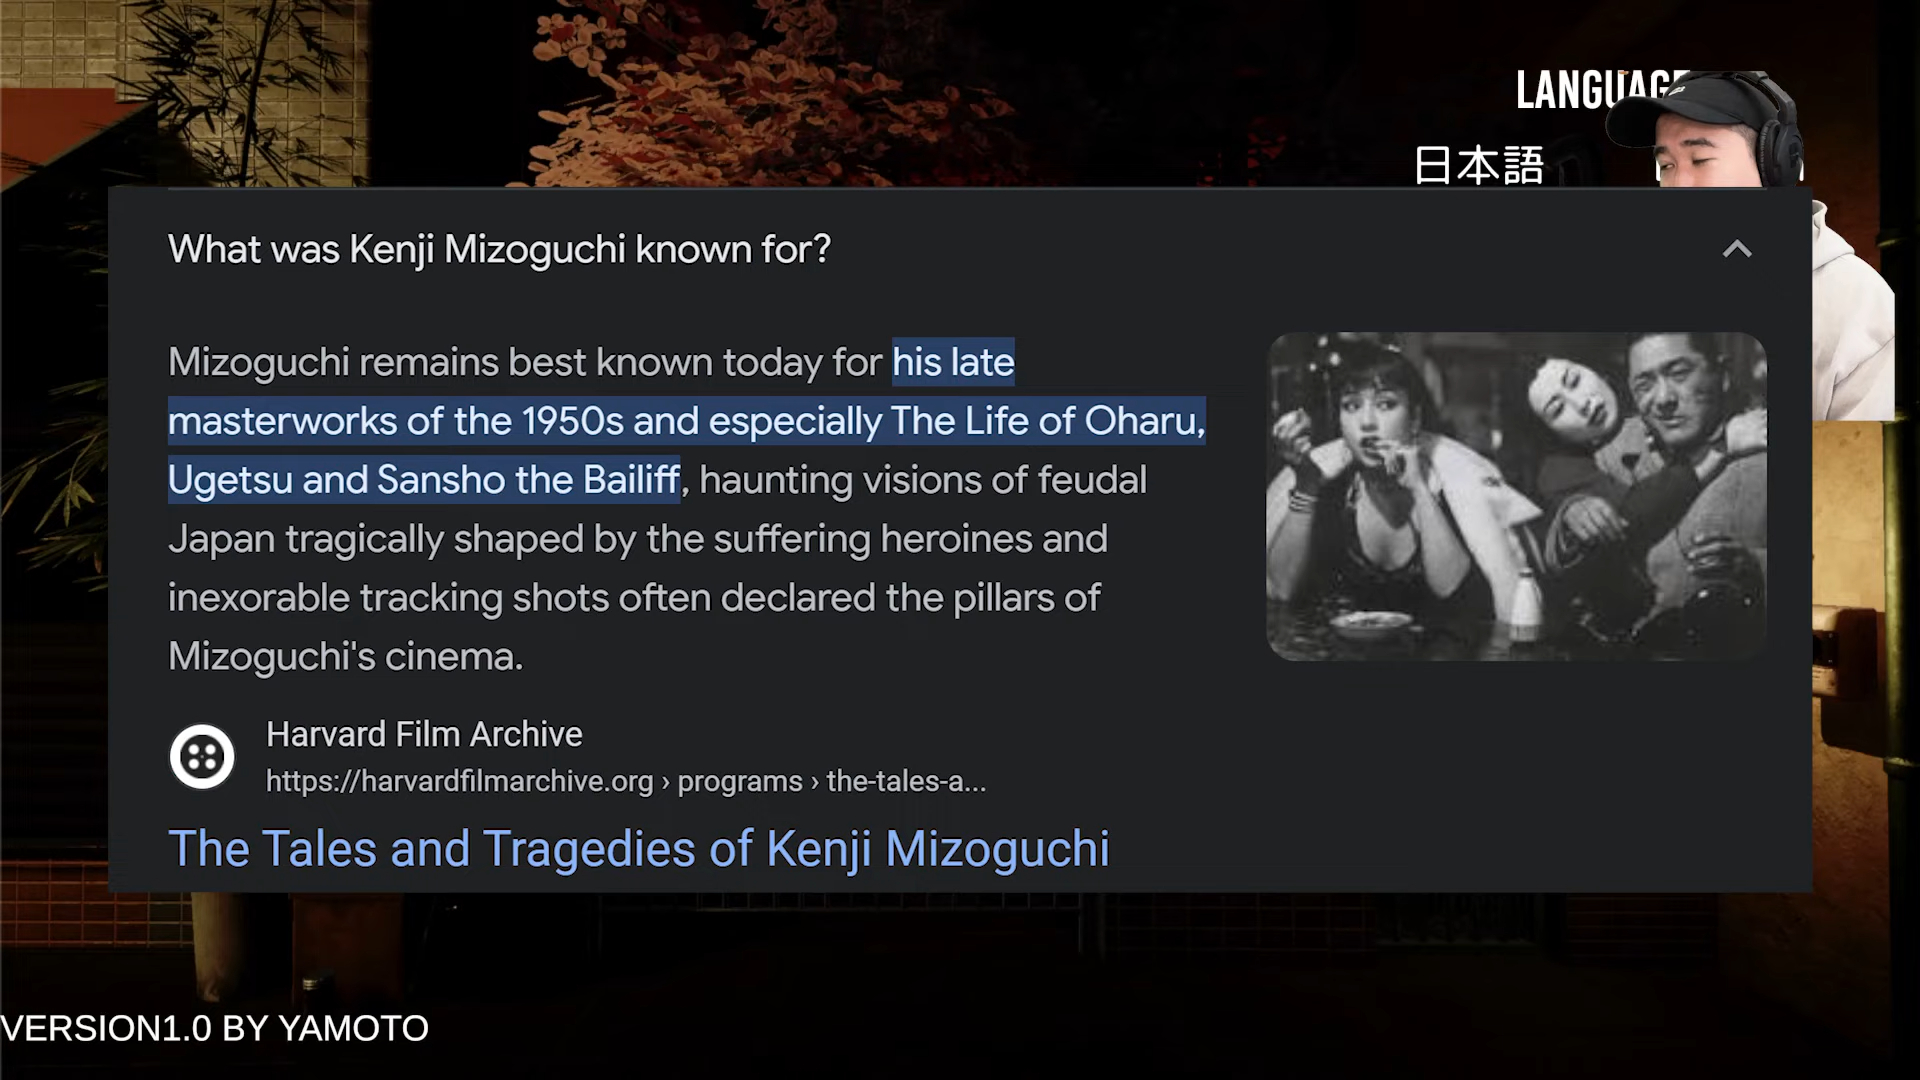 LANGUAGE
日本語
What was Kenji Mizoguchi known for?
Mizoguchi remains best known today for his late
masterworks of the 1950s and especially The Life of Oharu,
Ugetsu and Sansho the Bailiff, haunting visions of feudal
Japan tragically shaped by the suffering heroines and
inexorable tracking shots often declared the pillars of
Mizoguchi's cinema.
Harvard Film Archive
https://harvardfilmarchive.org › programs › the-tales-a...
The Tales and Tragedies of Kenji Mizoguchi
VERSION1.0 BY YAMOTO